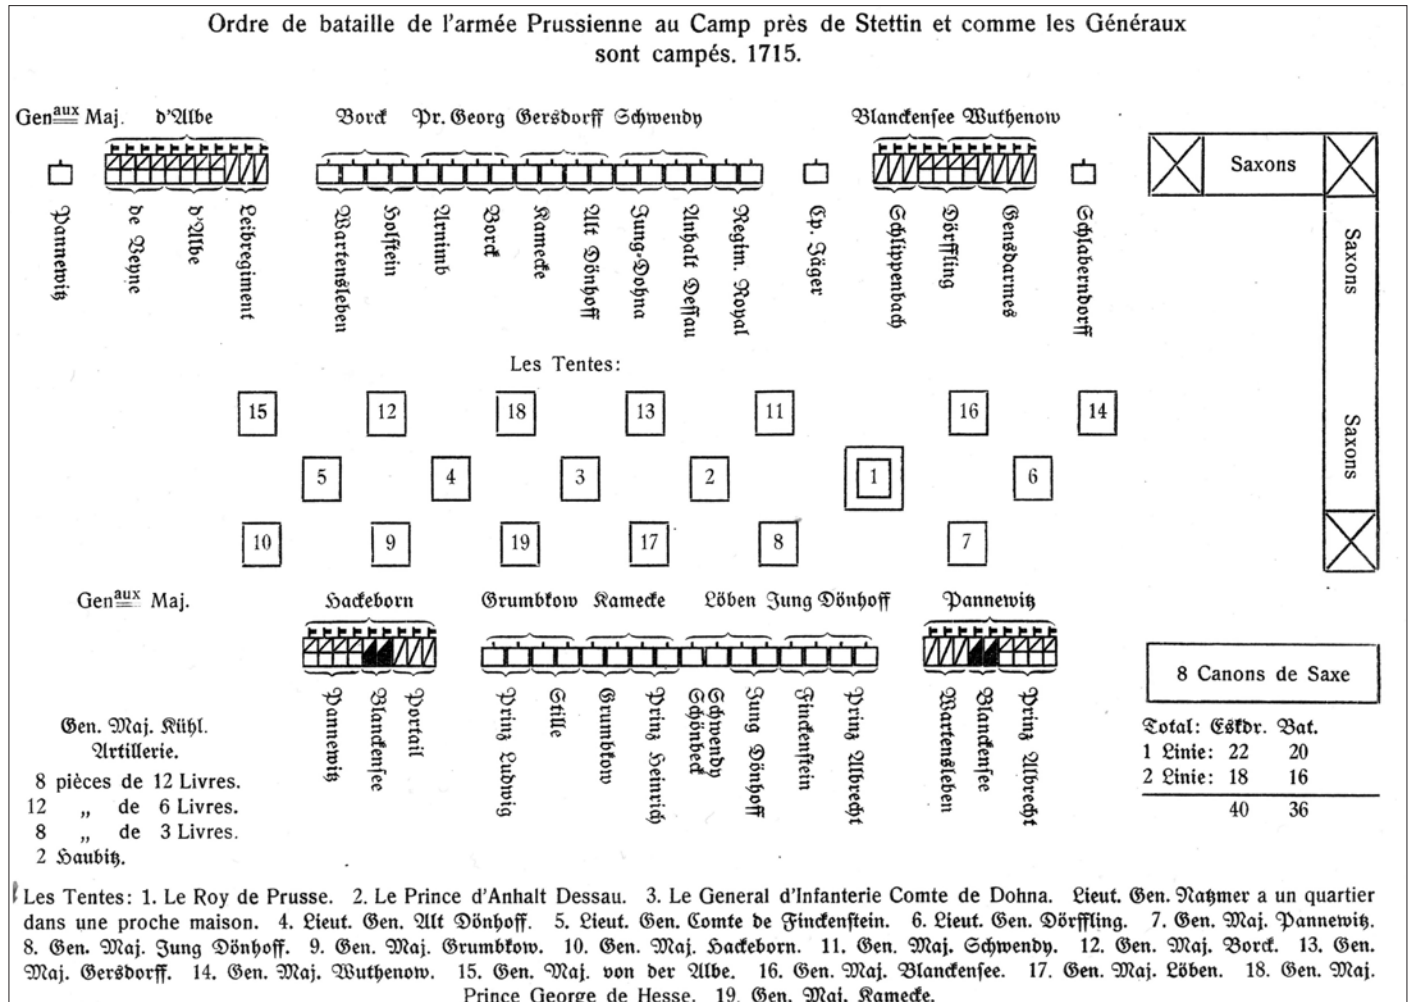 Ordre de bataille de l'armée Prussienne au Camp près de Stettin et comme les Généraux
sont campés. 1715.
Genaux Maj. d'Albe Borck Pr. Georg Gersdorff Schwendy Blanckensee Wuthenow
Saxons
Pannewitz
de Veyne
d'Albe
Leibregiment
Wartensleben
Holstein
Arnimb
Borck
Kamecke
Alt Dönhoff
Jung-Dohna
Anhalt Dessau
Regim. Royal
Cp. Jäger
Schlippenbach
Dörffling
Gensdarmes
Schlaberndorff
Saxons
Saxons
Les Tentes:
15 12 18 13 11 16 14
5 4 3 2 1 6
10 9 19 17 8 7
Genaux Maj. Hackeborn Grumbkow Kamecke Löben Jung Dönhoff Pannewitz
Pannewitz
Blanckensee
Portail
Prinz Ludwig
Stille
Grumbkow
Prinz Heinrich
Schwendy
Schönbeck
Jung Dönhoff
Finckenstein
Prinz Albrecht
Wartensleben
Blanckensee
Prinz Albrecht
8 Canons de Saxe
Total: Eskdr. Bat.
1 Linie: 22 20
2 Linie: 18 16
40 36
Gen. Maj. Kühl.
Artillerie.
8 pièces de 12 Livres.
12 „ de 6 Livres.
8 „ de 3 Livres.
2 Haubitz.
Les Tentes: 1. Le Roy de Prusse. 2. Le Prince d'Anhalt Dessau. 3. Le General d'Infanterie Comte de Dohna. Lieut. Gen. Natzmer a un quartier
dans une proche maison. 4. Lieut. Gen. Alt Dönhoff. 5. Lieut. Gen. Comte de Finckenstein. 6. Lieut. Gen. Dörffling. 7. Gen. Maj. Pannewitz.
8. Gen. Maj. Jung Dönhoff. 9. Gen. Maj. Grumbkow. 10. Gen. Maj. Hackeborn. 11. Gen. Maj. Schwendy. 12. Gen. Maj. Borck. 13. Gen.
Maj. Gersdorff. 14. Gen. Maj. Wuthenow. 15. Gen. Maj. von der Albe. 16. Gen. Maj. Blanckensee. 17. Gen. Maj. Löben. 18. Gen. Maj.
Prince George de Hesse. 19. Gen. Maj. Kamecke.